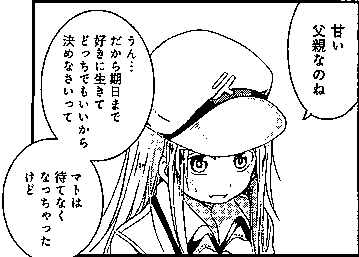 甘い
父親なのね
うん…
だから期日まで
好きに生きて
どっちでもいいから
決めなさいって
マトは
待てなく
なっちゃった
けど